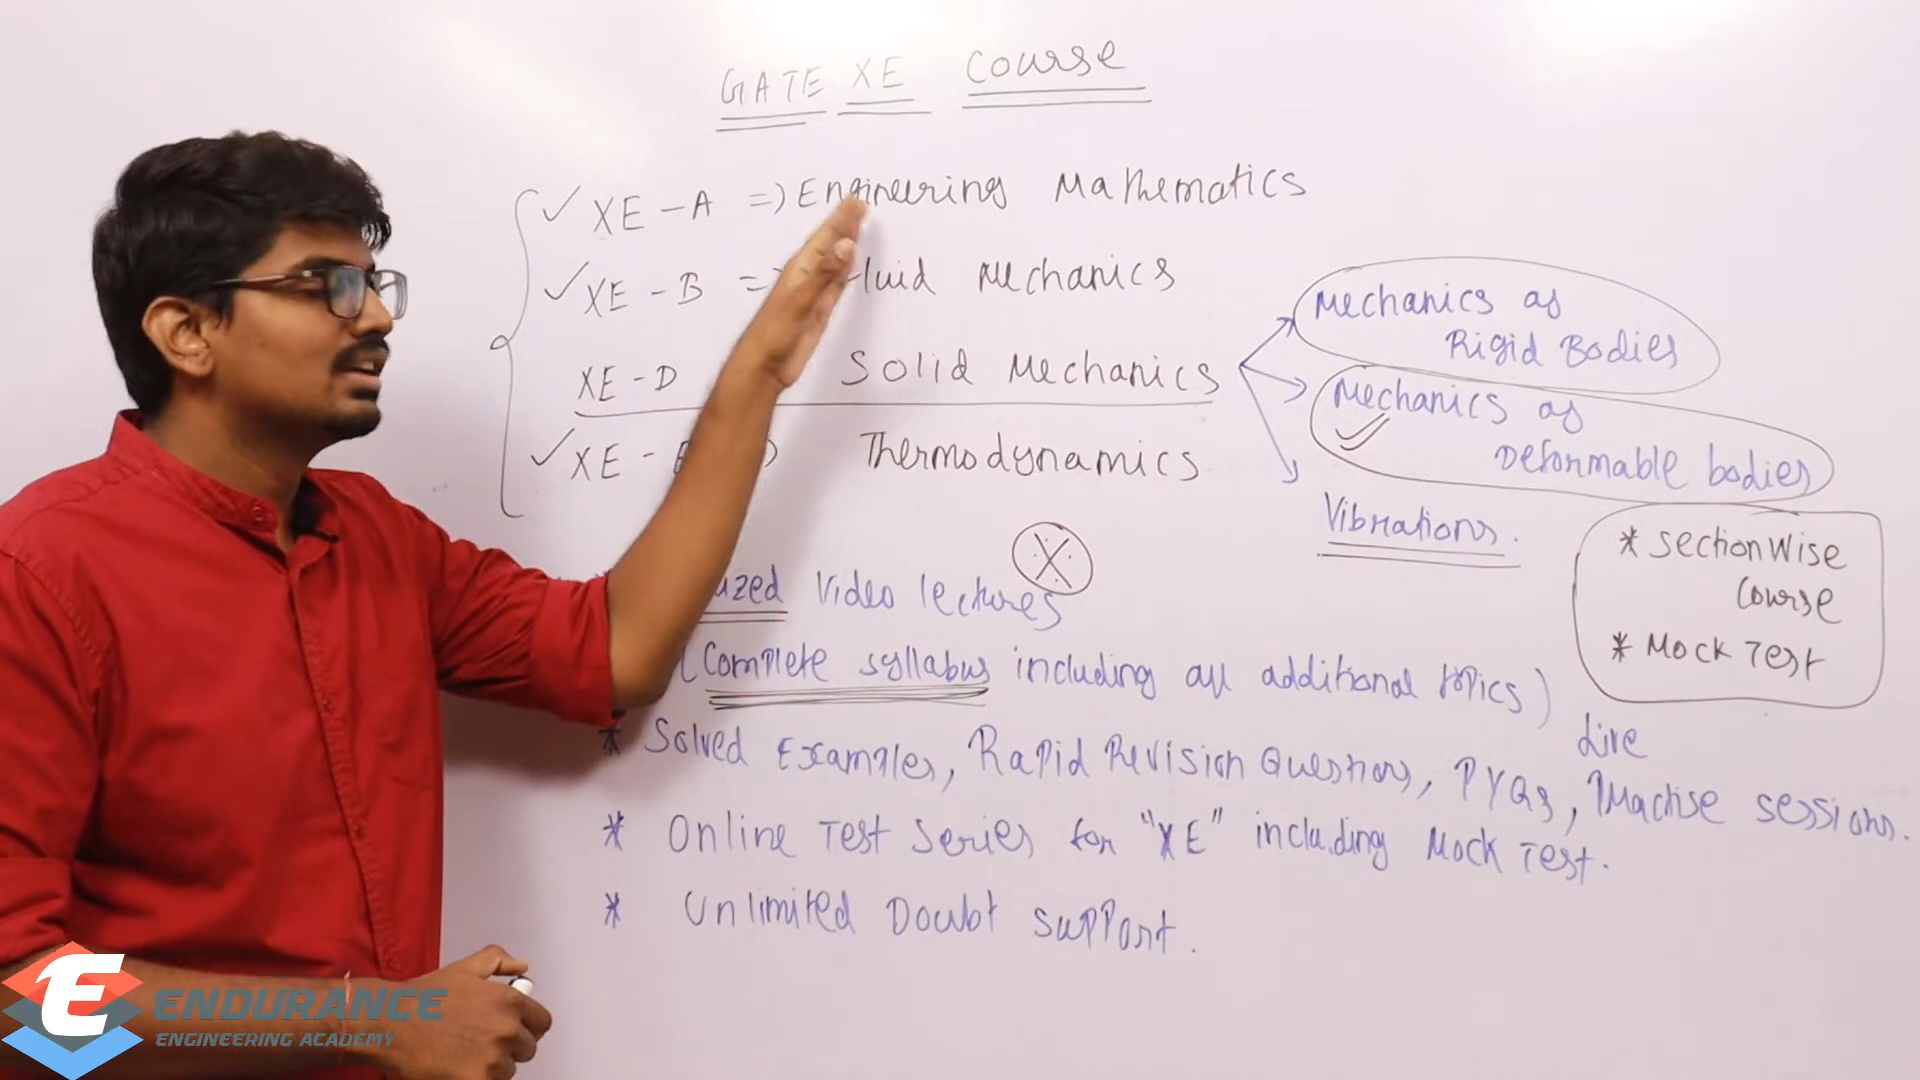 GATE XE Course
✓ XE - A => Engineering Mathematics
✓ XE - B => Fluid Mechanics
XE - D Solid Mechanics
✓ XE - E Thermodynamics
Mechanics of
Rigid Bodies
Mechanics of
Deformable bodies
Vibrations.
* Section Wise
Course
* Mock Test
Video lectures
(Complete syllabus including all additional topics)
* Solved Examples, Rapid Revision Questions, PYQs, Live Practise sessions.
* Online Test Series for "XE" including Mock Test.
* Unlimited Doubt support.
E ENDURANCE
ENGINEERING ACADEMY